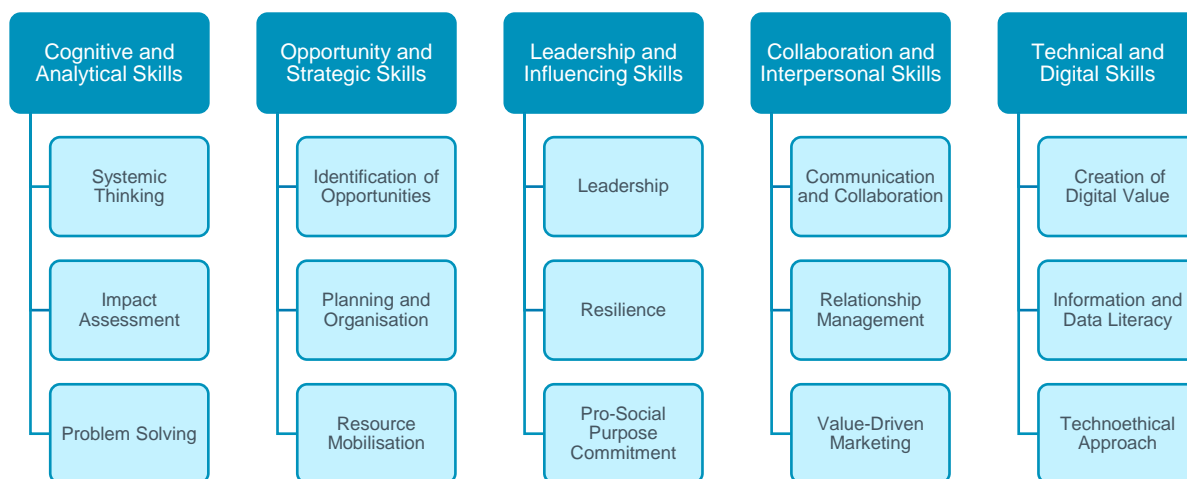 Cognitive and
Analytical Skills
Systemic
Thinking
Impact
Assessment
Problem Solving
Opportunity and
Strategic Skills
Identification of
Opportunities
Planning and
Organisation
Resource
Mobilisation
Leadership and
Influencing Skills
Leadership
Resilience
Pro-Social
Purpose
Commitment
Collaboration and
Interpersonal Skills
Communication
and Collaboration
Relationship
Management
Value-Driven
Marketing
Technical and
Digital Skills
Creation of
Digital Value
Information and
Data Literacy
Technoethical
Approach